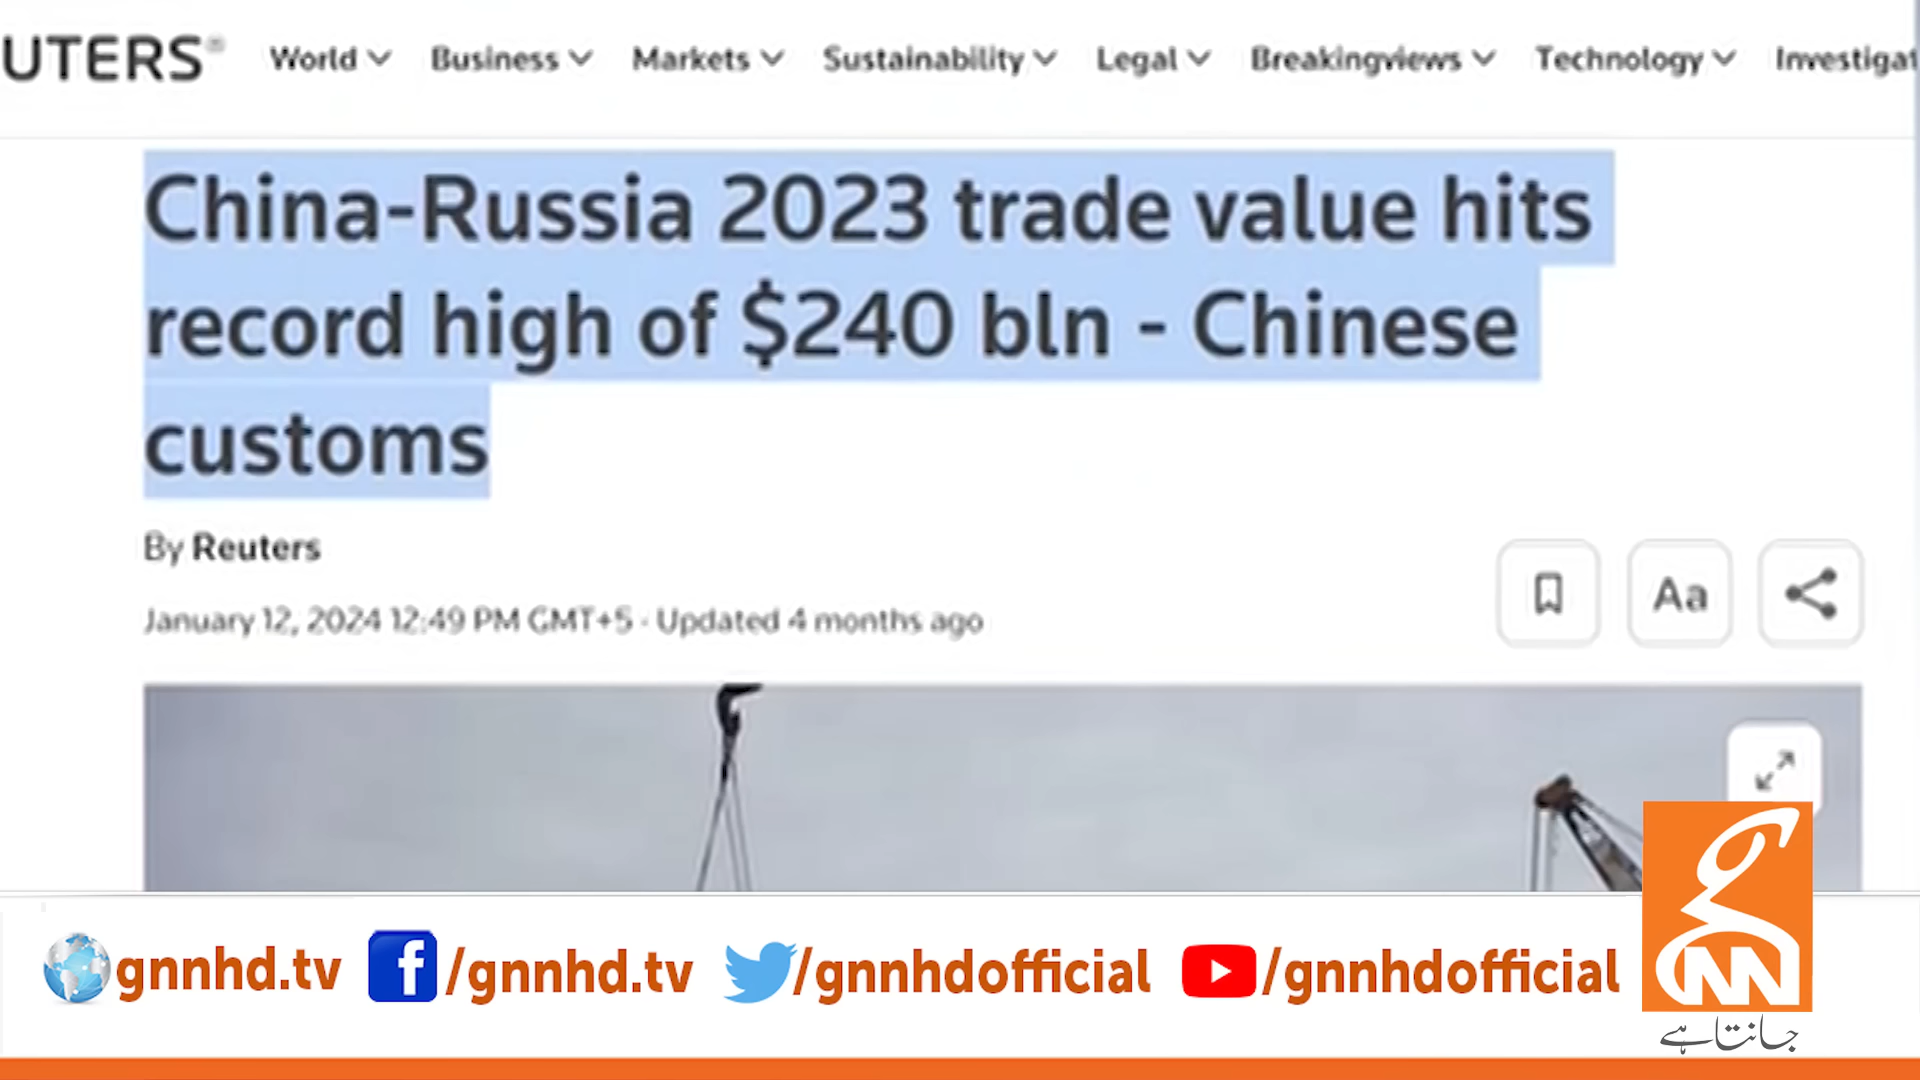 UTERS® World Business Markets Sustainability Legal Breakingviews Technology Investigat
China-Russia 2023 trade value hits
record high of $240 bln - Chinese
customs
By Reuters
January 12, 2024 12:49 PM GMT+5 · Updated 4 months ago
Aa
gnnhd.tv f /gnnhd.tv /gnnhdofficial /gnnhdofficial
GNN
جانتا ہے